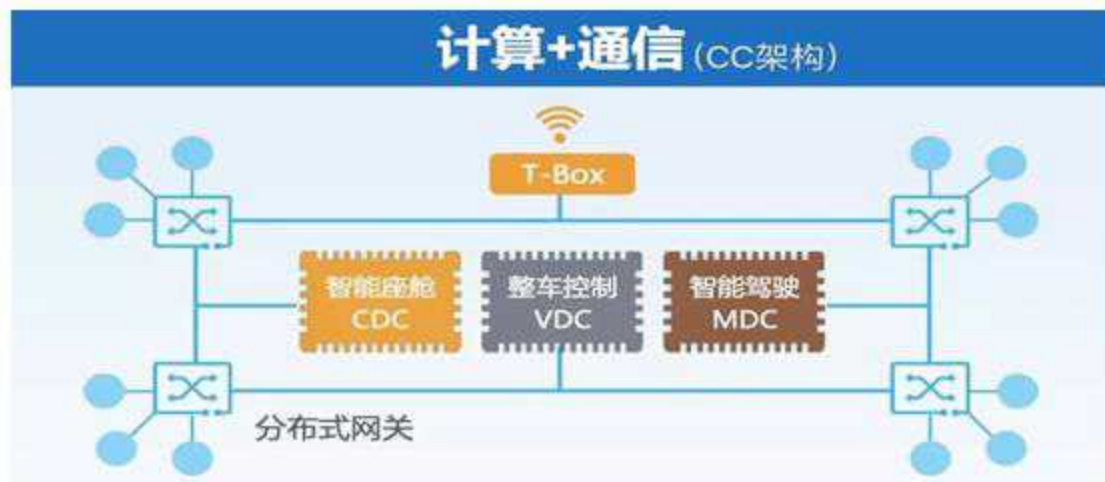 计算+通信(CC架构)
T-Box
智能座舱
CDC
整车控制
VDC
智能驾驶
MDC
分布式网关